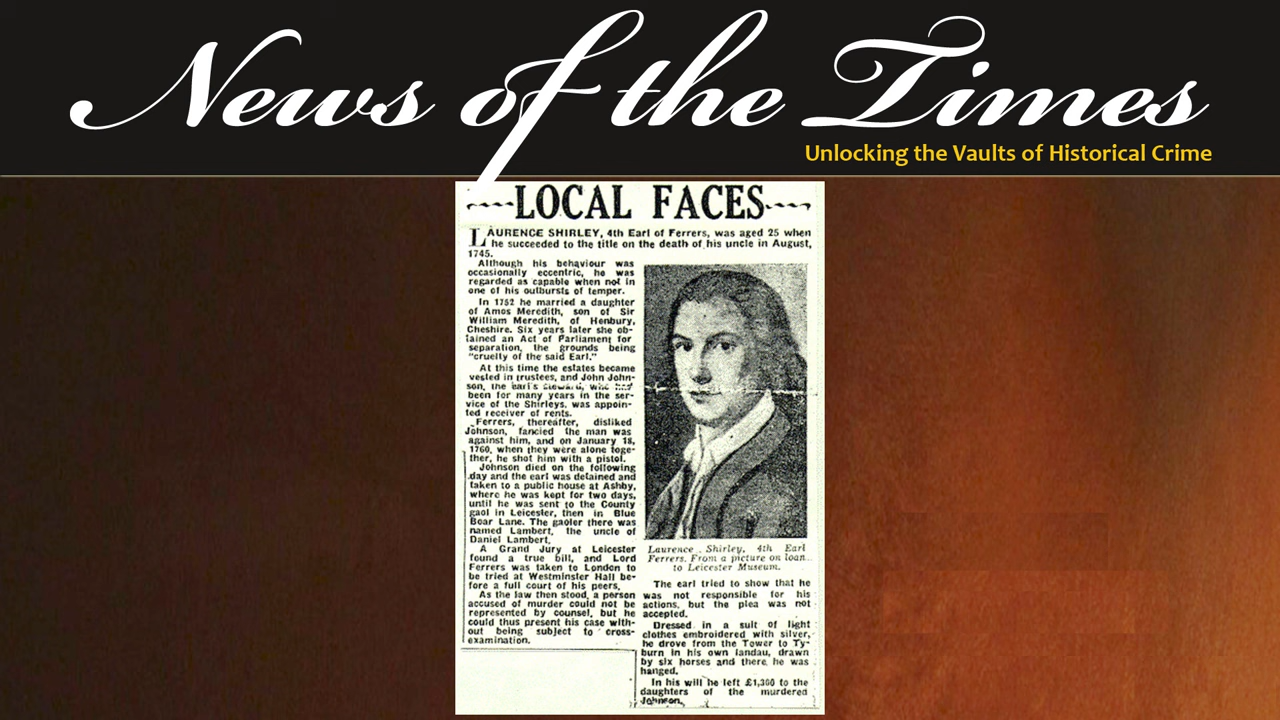 News of the Times
Unlocking the Vaults of Historical Crime
LOCAL FACES
LAURENCE SHIRLEY, 4th Earl of Ferrers, was aged 25 when
he succeeded to the title on the death of his uncle in August,
1745.
Although his behaviour was
occasionally eccentric, he was
regarded as capable when not in
one of his outbursts of temper.
In 1752 he married a daughter
of Amos Meredith, son of Sir
William Meredith, of Henbury,
Cheshire. Six years later she ob-
tained an Act of Parliament for
separation, the grounds being
"cruelty of the said Earl."
At this time the estates became
vested in trustees, and John John-
son, the earl's steward, who had
been for many years in the ser-
vice of the Shirleys, was appoin-
ted receiver of rents.
Ferrers, thereafter, disliked
Johnson, fancied the man was
against him, and on January 18,
1760, when they were alone toge-
ther, he shot him with a pistol.
Johnson died on the following
day and the earl was detained and
taken to a public house at Ashby,
where he was kept for two days,
until he was sent to the County
gaol in Leicester, then in Blue
Boar Lane. The gaoler there was
named Lambert, the uncle of
Daniel Lambert.
A Grand Jury at Leicester
found a true bill, and Lord
Ferrers was taken to London to
be tried at Westminster Hall be-
fore a full court of his peers.
As the law then stood, a person
accused of murder could not be
represented by counsel, but he
could thus present his case with-
out being subject to cross-
examination.
Laurence Shirley, 4th Earl
Ferrers. From a picture on loan
to Leicester Museum.
The earl tried to show that he
was not responsible for his
actions, but the plea was not
accepted.
Dressed in a suit of light
clothes embroidered with silver,
he drove from the Tower to Ty-
burn in his own landau, drawn
by six horses and there he was
hanged.
In his will he left £1,300 to the
daughters of the murdered
Johnson.